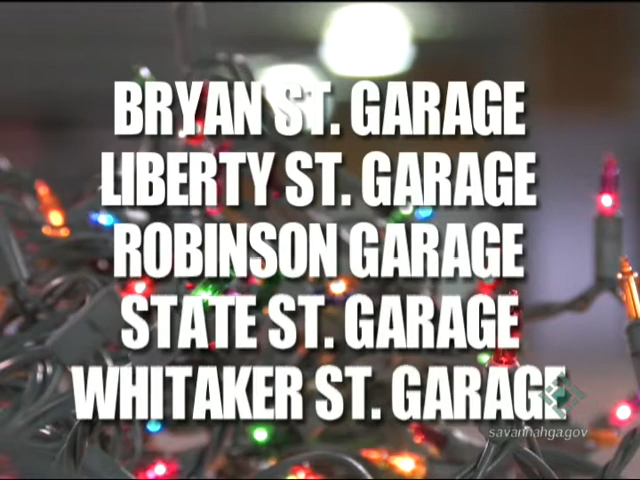 BRYAN ST. GARAGE
LIBERTY ST. GARAGE
ROBINSON GARAGE
STATE ST. GARAGE
WHITAKER ST. GARAGE
savannahga.gov